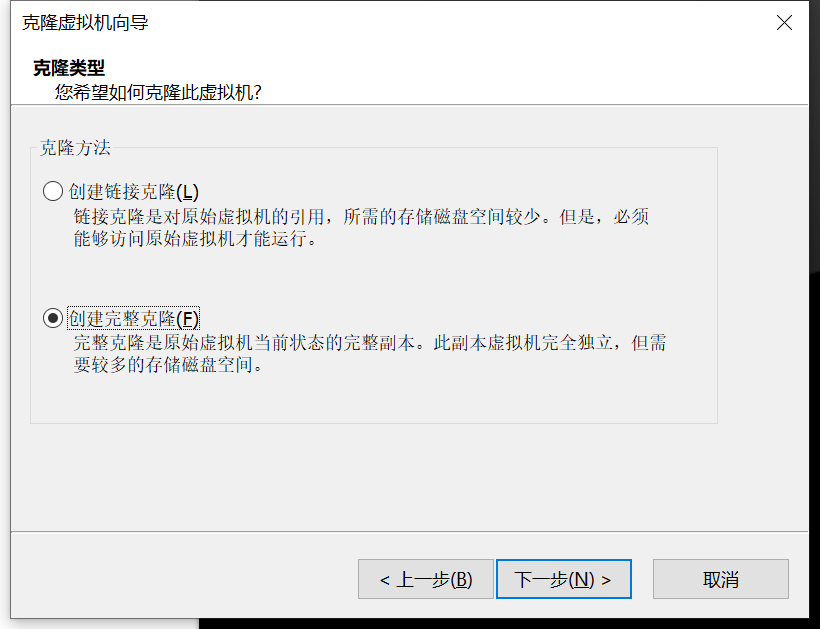 克隆虚拟机向导
克隆类型
您希望如何克隆此虚拟机?
克隆方法
创建链接克隆(L)
链接克隆是对原始虚拟机的引用，所需的存储磁盘空间较少。但是，必须
能够访问原始虚拟机才能运行。
创建完整克隆(F)
完整克隆是原始虚拟机当前状态的完整副本。此副本虚拟机完全独立，但需
要较多的存储磁盘空间。
< 上一步(B) 下一步(N) > 取消